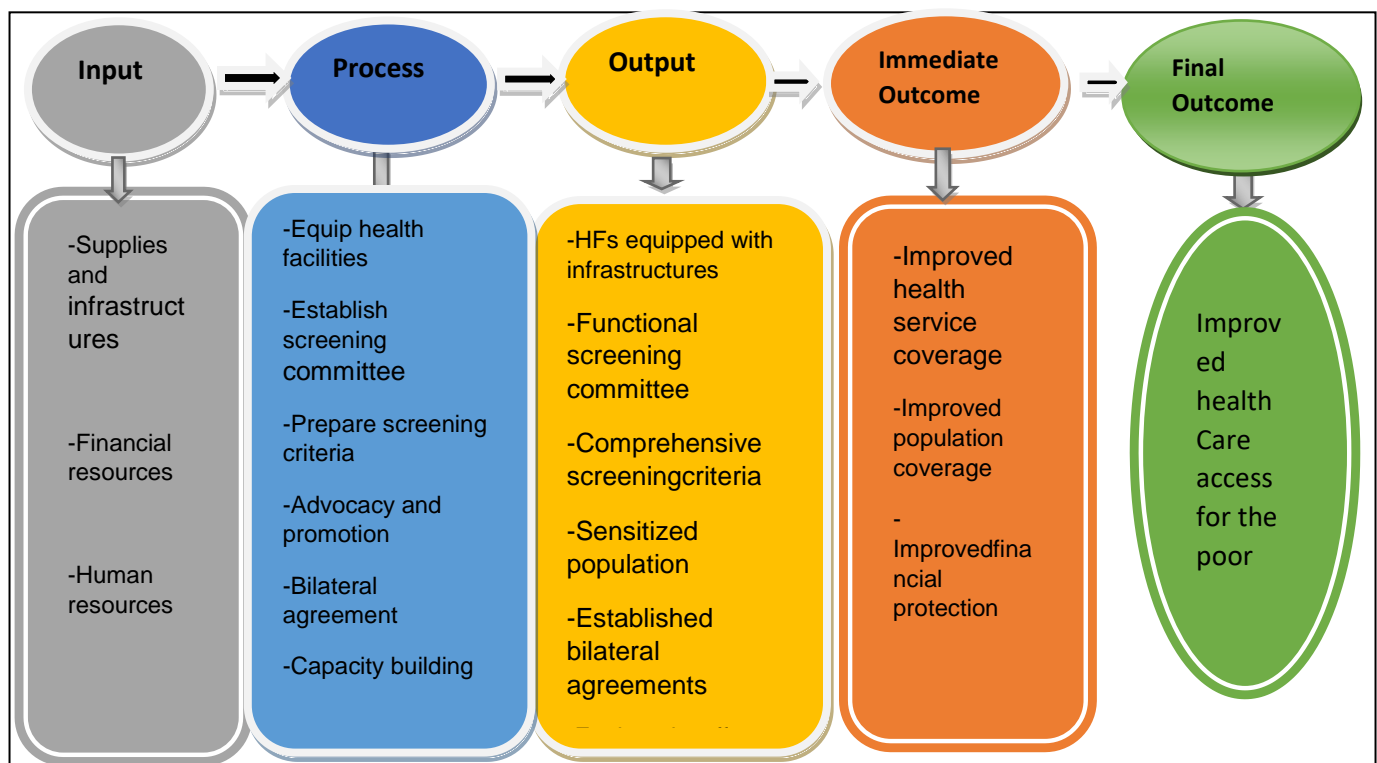 Input
Process
Output
Immediate
Outcome
Final
Outcome
-Supplies
and
infrastruct
ures
-Financial
resources
-Human
resources
-Equip health
facilities
-Establish
screening
committee
-Prepare screening
criteria
-Advocacy and
promotion
-Bilateral
agreement
-Capacity building
-HFs equipped with
infrastructures
-Functional
screening
committee
-Comprehensive
screeningcriteria
-Sensitized
population
-Established
bilateral
agreements
-Improved
health
service
coverage
-Improved
population
coverage
-
Improvedfina
ncial
protection
Improv
ed
health
Care
access
for the
poor